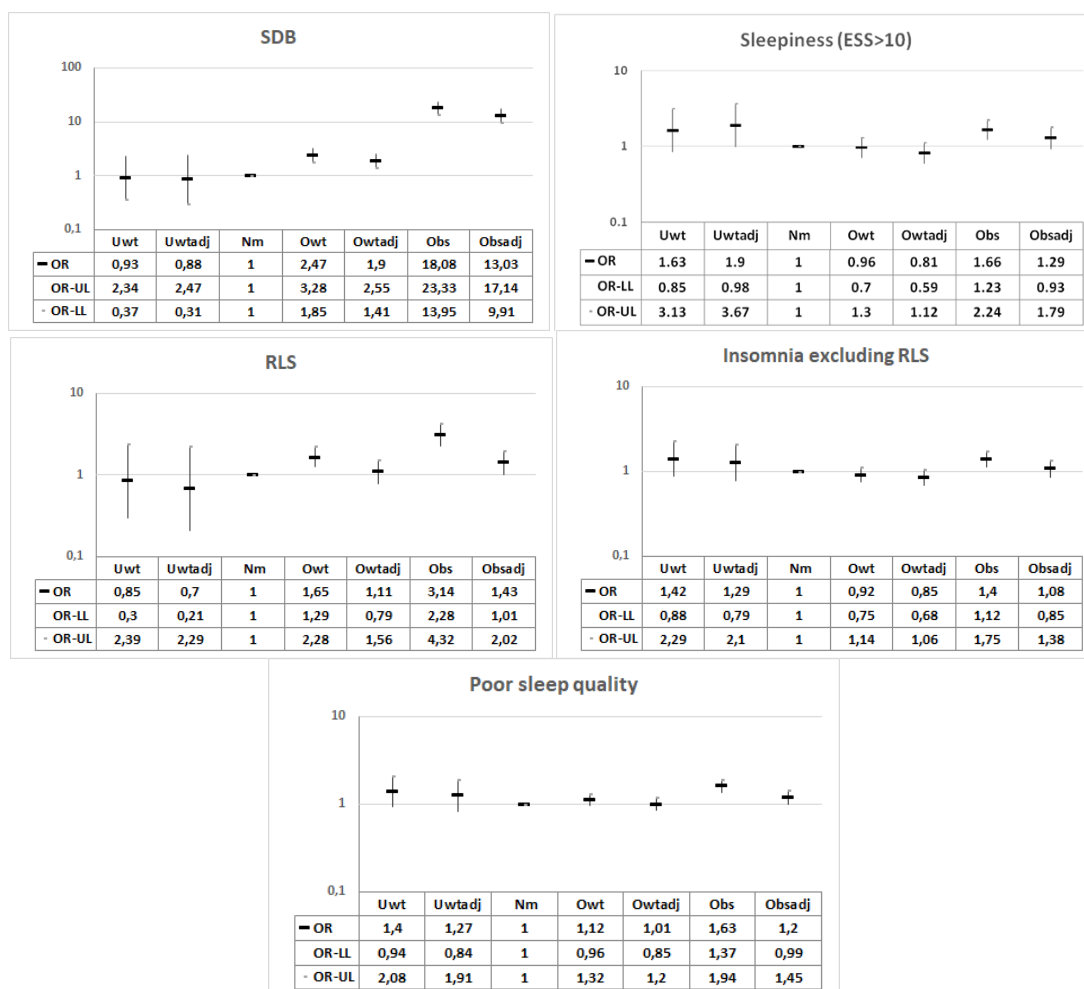 SDB
100
10
1
0,1
Uwt Uwtadj Nm Owt Owtadj Obs Obsadj
OR 0,93 0,88 1 2,47 1,9 18,08 13,03
OR-UL 2,34 2,47 1 3,28 2,55 23,33 17,14
OR-LL 0,37 0,31 1 1,85 1,41 13,95 9,91
Sleepiness (ESS>10)
10
1
0.1
Uwt Uwtadj Nm Owt Owtadj Obs Obsadj
OR 1.63 1.9 1 0.96 0.81 1.66 1.29
OR-LL 0.85 0.98 1 0.7 0.59 1.23 0.93
OR-UL 3.13 3.67 1 1.3 1.12 2.24 1.79
RLS
10
1
0,1
Uwt Uwtadj Nm Owt Owtadj Obs Obsadj
OR 0,85 0,7 1 1,65 1,11 3,14 1,43
OR-LL 0,3 0,21 1 1,29 0,79 2,28 1,01
OR-UL 2,39 2,29 1 2,28 1,56 4,32 2,02
Insomnia excluding RLS
10
1
0,1
Uwt Uwtadj Nm Owt Owtadj Obs Obsadj
OR 1,42 1,29 1 0,92 0,85 1,4 1,08
OR-LL 0,88 0,79 1 0,75 0,68 1,12 0,85
OR-UL 2,29 2,1 1 1,14 1,06 1,75 1,38
Poor sleep quality
10
1
0,1
Uwt Uwtadj Nm Owt Owtadj Obs Obsadj
OR 1,4 1,27 1 1,12 1,01 1,63 1,2
OR-LL 0,94 0,84 1 0,96 0,85 1,37 0,99
OR-UL 2,08 1,91 1 1,32 1,2 1,94 1,45